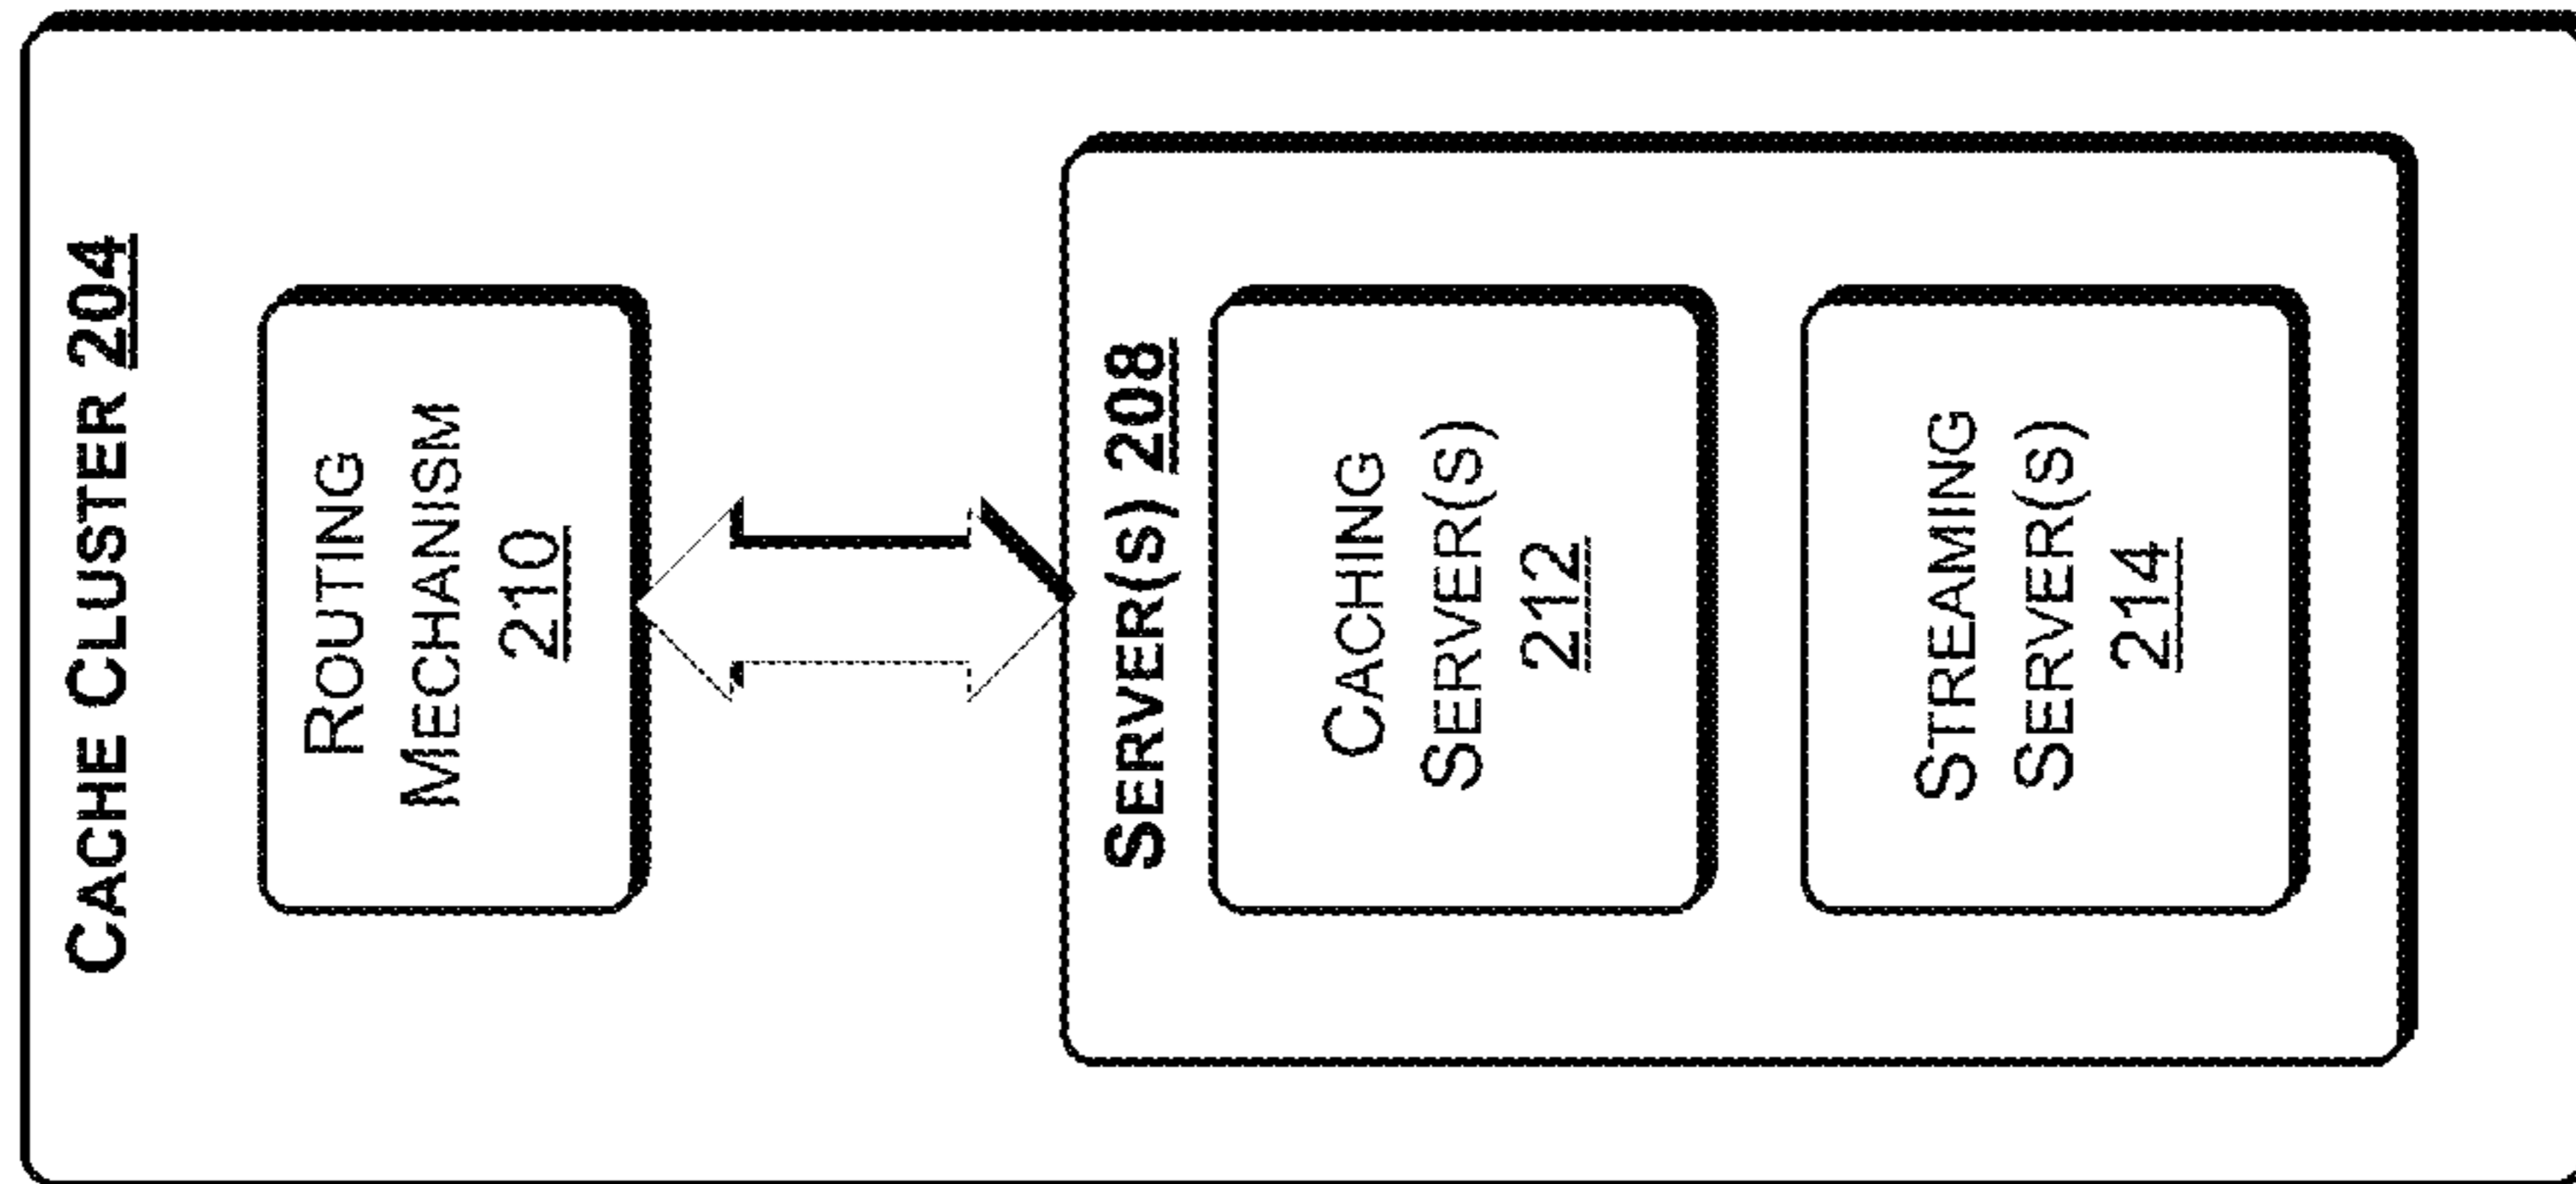 CACHE CLUSTER 204
ROUTING
MECHANISM
210
SERVER(S) 208
CACHING
SERVER(S)
212
STREAMING
SERVER(S)
214